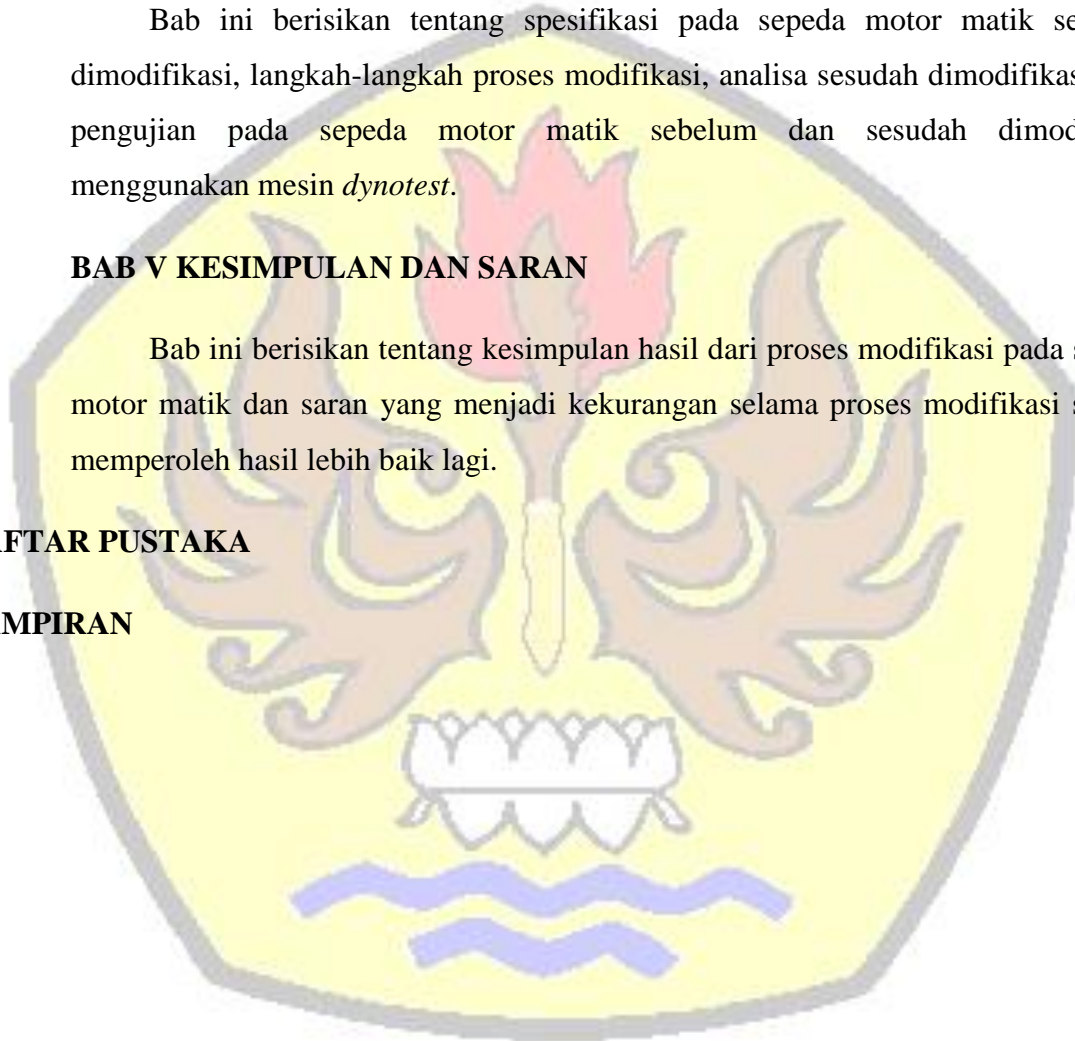 Bab ini berisikan tentang spesifikasi pada sepeda motor matik se
dimodifikasi, langkah-langkah proses modifikasi, analisa sesudah dimodifikas
pengujian pada sepeda motor matik sebelum dan sesudah dimod
menggunakan mesin dynotest.
BAB V KESIMPULAN DAN SARAN
Bab ini berisikan tentang kesimpulan hasil dari proses modifikasi pada s
motor matik dan saran yang menjadi kekurangan selama proses modifikasi s
memperoleh hasil lebih baik lagi.
AFTAR PUSTAKA
AMPIRAN